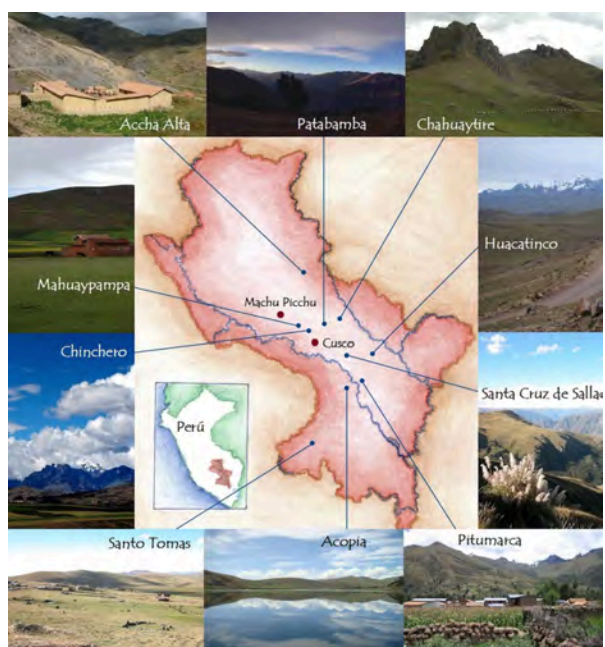 Accha Alta
Patabamba
Chahuaytire
Huacatinco
Mahuaypampa
Machu Picchu
Chinchero
Cusco
Santa Cruz de Sallac
Perú
Santo Tomas
Acopia
Pitumarca